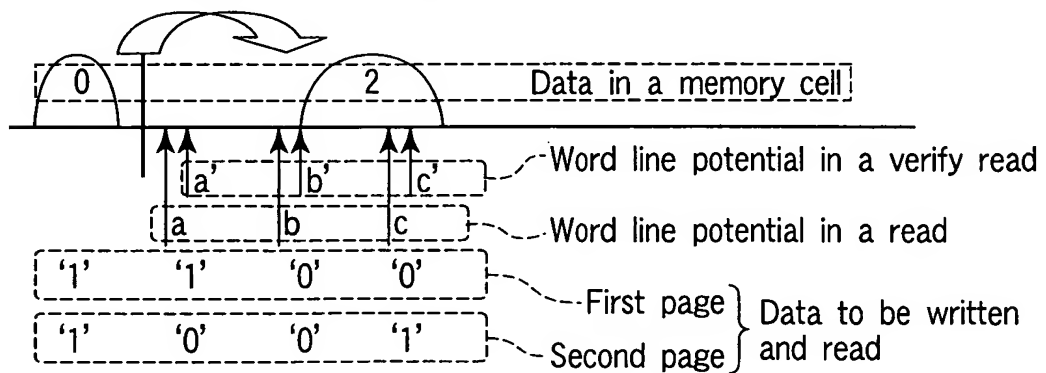 0 2 Data in a memory cell
a' b' c' Word line potential in a verify read
a b c Word line potential in a read
‘1’ ‘1’ ‘0’ ‘0’ First page
‘1’ ‘0’ ‘0’ ‘1’ Second page
Data to be written
and read